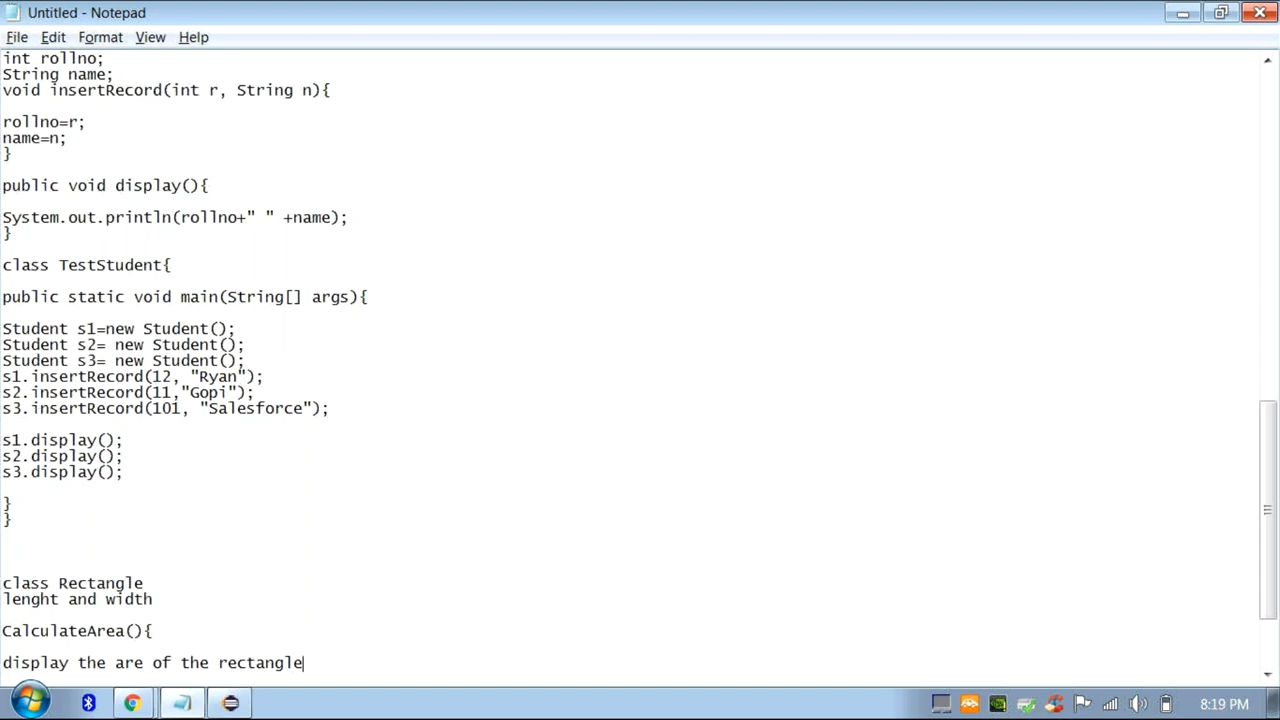 Untitled - Notepad
File Edit Format View Help
int rollno;
String name;
void insertRecord(int r, String n){
rollno=r;
name=n;
}
public void display(){
System.out.println(rollno+" " +name);
}
class TestStudent{
public static void main(String[] args){
Student s1=new Student();
Student s2= new Student();
Student s3= new Student();
s1.insertRecord(12, "Ryan");
s2.insertRecord(11,"Gopi");
s3.insertRecord(101, "Salesforce");
s1.display();
s2.display();
s3.display();
}
}
class Rectangle
lenght and width
CalculateArea(){
display the are of the rectangle
8:19 PM